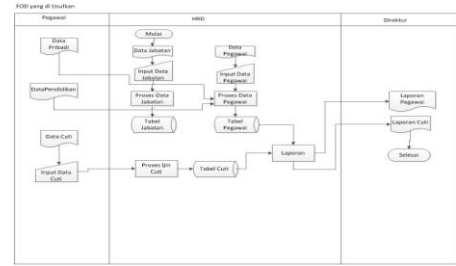 FOD yang di Usulkan
Pegawai
HRD
Direktur
Mulai
Data
Pribadi
Data Jabatan
Data
Pegawai
Input Data
Jabatan
Input Data
Pegawai
DataPendidikan
Proses Data
Jabatan
Proses Data
Pegawai
Laporan
Pegawai
Tabel
Jabatan
Tabel
Pegawai
Laporan Cuti
Data Cuti
Laporan
Selesai
Input Data
Cuti
Proses Ijin
Cuti
Tabel Cuti